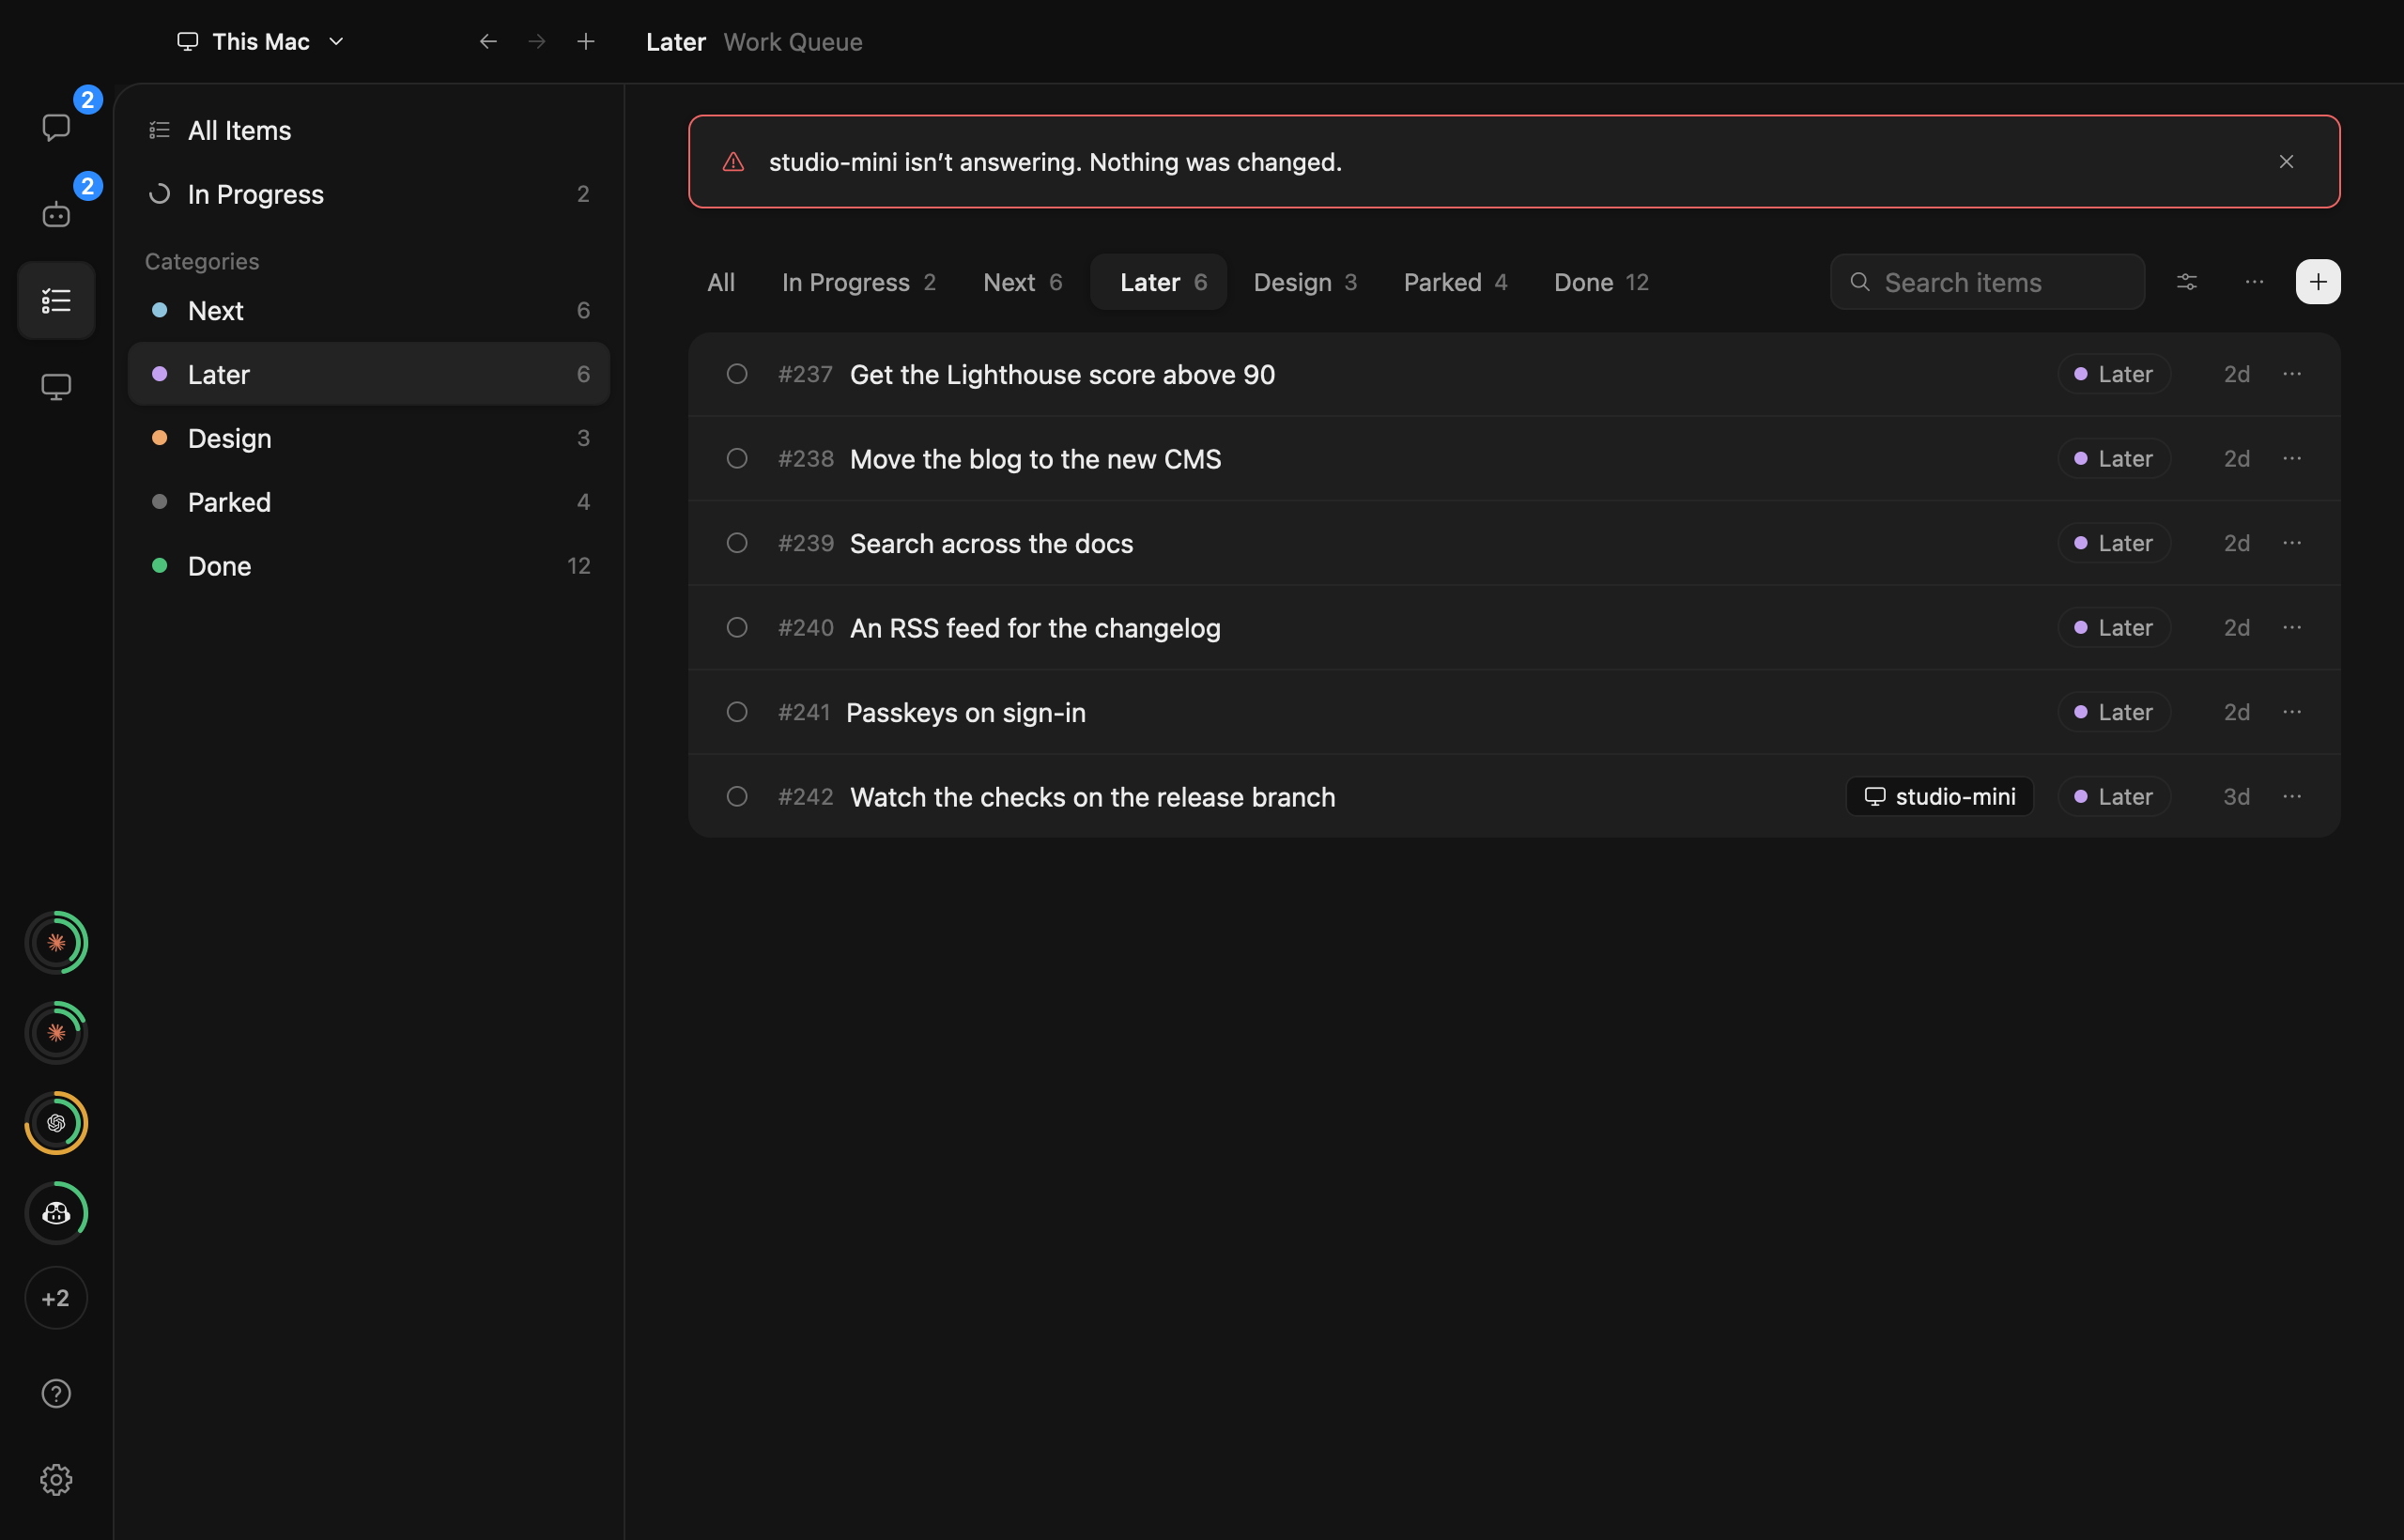 This Mac
Later Work Queue
2
2
All Items
In Progress 2
Categories
Next 6
Later 6
Design 3
Parked 4
Done 12
studio-mini isn’t answering. Nothing was changed.
All In Progress 2 Next 6 Later 6 Design 3 Parked 4 Done 12 Search items
#237 Get the Lighthouse score above 90 Later 2d
#238 Move the blog to the new CMS Later 2d
#239 Search across the docs Later 2d
#240 An RSS feed for the changelog Later 2d
#241 Passkeys on sign-in Later 2d
#242 Watch the checks on the release branch studio-mini Later 3d
+2